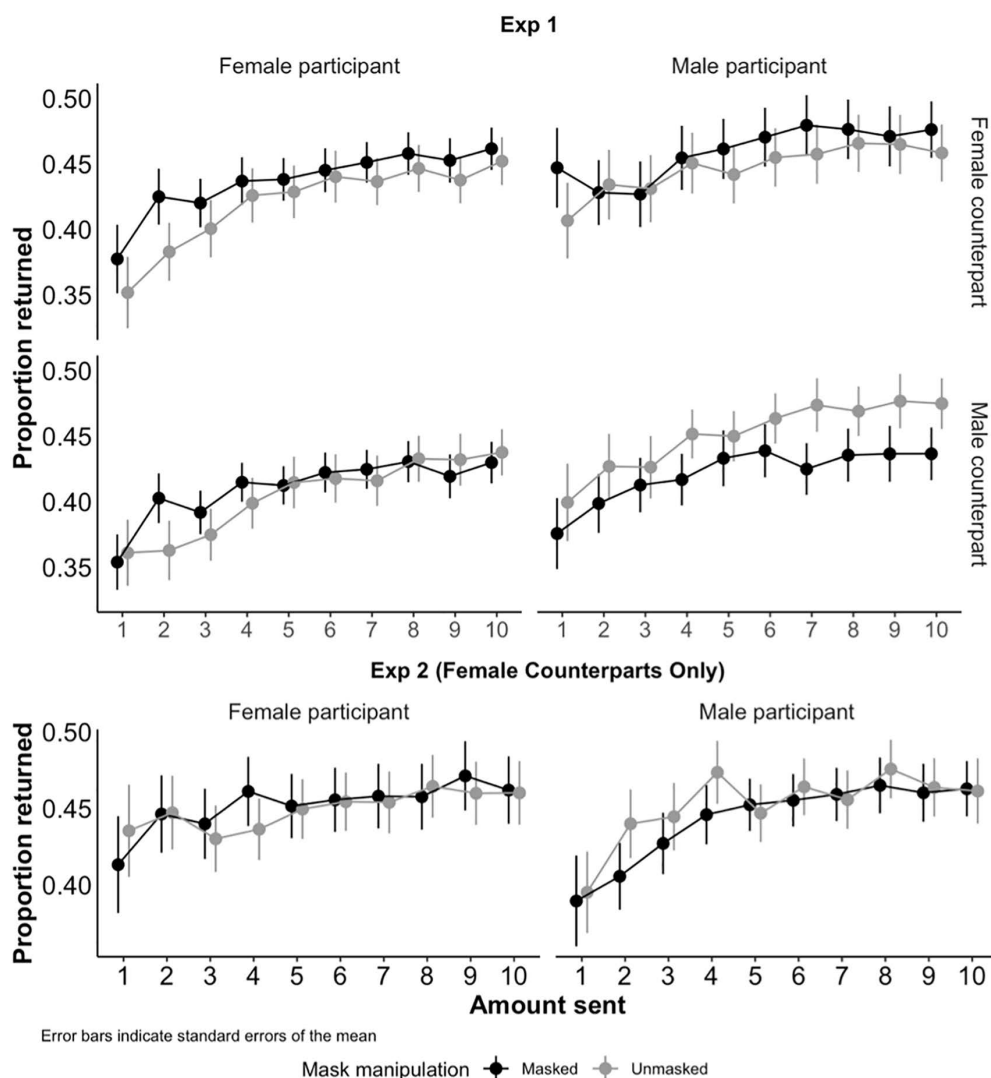 Exp 1
Female participant
Male participant
Proportion returned
0.50
0.45
0.40
0.35
Female counterpart
0.50
0.45
0.40
0.35
Male counterpart
1 2 3 4 5 6 7 8 9 10
1 2 3 4 5 6 7 8 9 10
Exp 2 (Female Counterparts Only)
Female participant
Male participant
Proportion returned
0.50
0.45
0.40
1 2 3 4 5 6 7 8 9 10
1 2 3 4 5 6 7 8 9 10
Amount sent
Error bars indicate standard errors of the mean
Mask manipulation Masked Unmasked